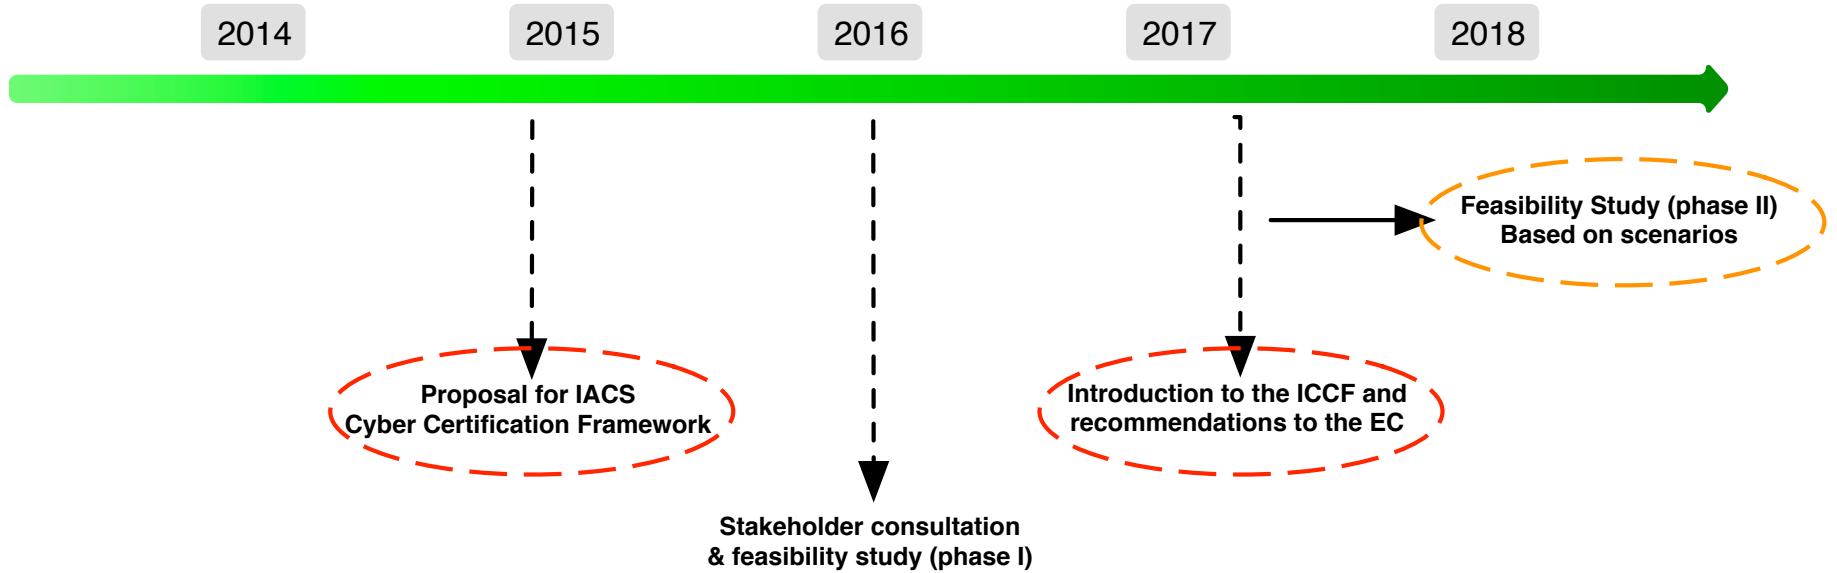 2014
2015
2016
2017
2018
Feasibility Study (phase II)
Based on scenarios
Proposal for IACS
Cyber Certification Framework
Introduction to the ICCF and
recommendations to the EC
Stakeholder consultation
& feasibility study (phase I)